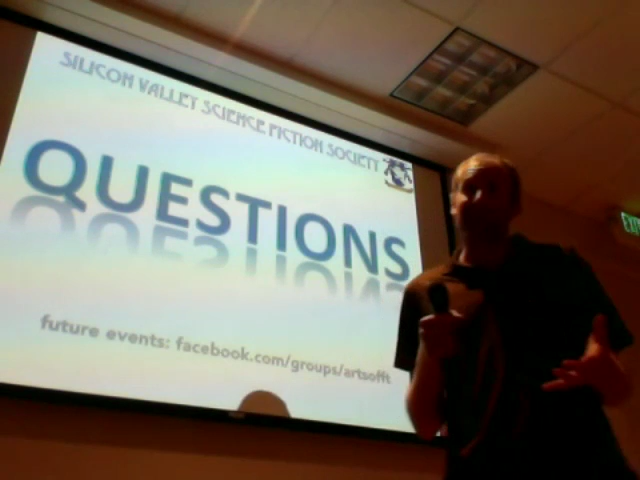 SILICON VALLEY SCIENCE FICTION SOCIETY
QUESTIONS
future events: facebook.com/groups/artsofft